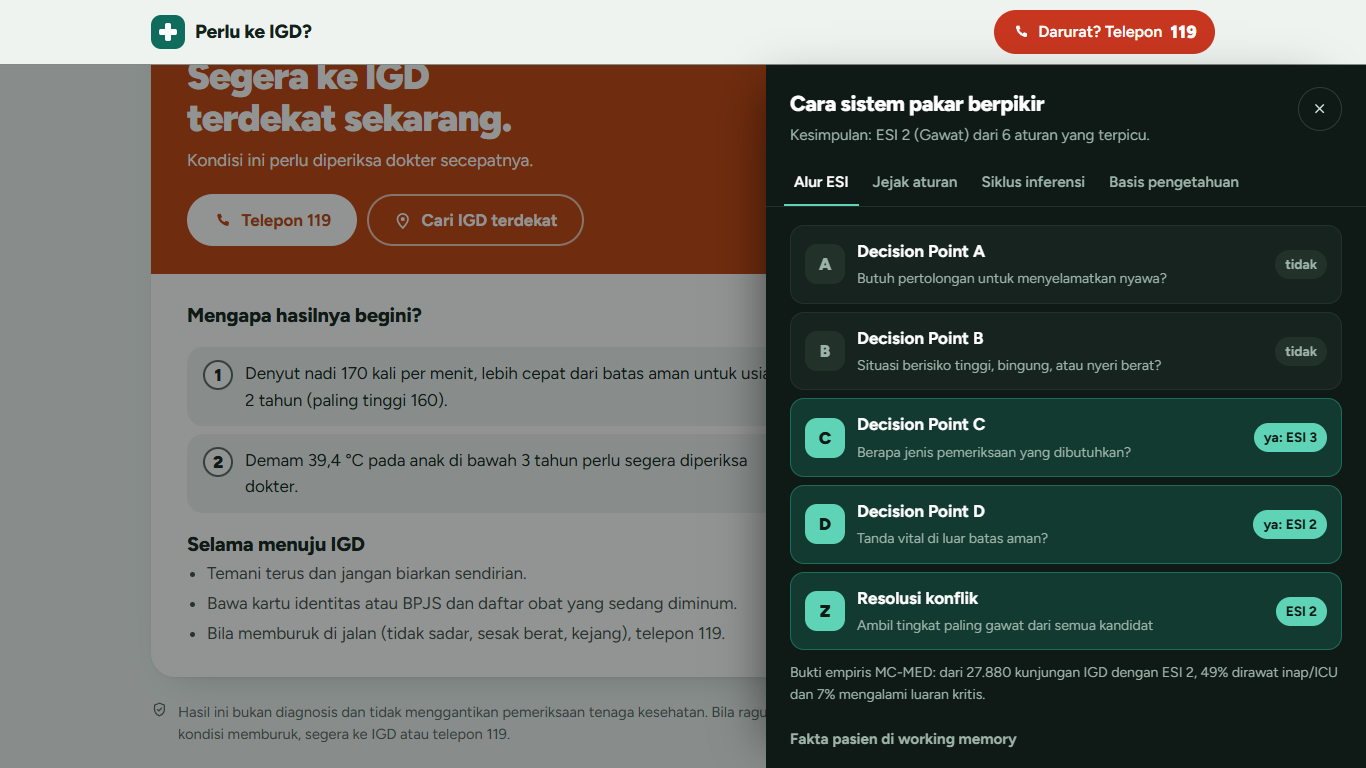 Perlu ke IGD?
Darurat? Telepon 119
Segera ke IGD
terdekat sekarang.
Kondisi ini perlu diperiksa dokter secepatnya.
Telepon 119
Cari IGD terdekat
Mengapa hasilnya begini?
1
Denyut nadi 170 kali per menit, lebih cepat dari batas aman untuk usia
2 tahun (paling tinggi 160).
2
Demam 39,4 °C pada anak di bawah 3 tahun perlu segera diperiksa
dokter.
Selama menuju IGD
• Temani terus dan jangan biarkan sendirian.
• Bawa kartu identitas atau BPJS dan daftar obat yang sedang diminum.
• Bila memburuk di jalan (tidak sadar, sesak berat, kejang), telepon 119.
Hasil ini bukan diagnosis dan tidak menggantikan pemeriksaan tenaga kesehatan. Bila ragu
kondisi memburuk, segera ke IGD atau telepon 119.
Cara sistem pakar berpikir
Kesimpulan: ESI 2 (Gawat) dari 6 aturan yang terpicu.
Alur ESI
Jejak aturan
Siklus inferensi
Basis pengetahuan
A
Decision Point A
Butuh pertolongan untuk menyelamatkan nyawa?
tidak
B
Decision Point B
Situasi berisiko tinggi, bingung, atau nyeri berat?
tidak
C
Decision Point C
Berapa jenis pemeriksaan yang dibutuhkan?
ya: ESI 3
D
Decision Point D
Tanda vital di luar batas aman?
ya: ESI 2
Z
Resolusi konflik
Ambil tingkat paling gawat dari semua kandidat
ESI 2
Bukti empiris MC-MED: dari 27.880 kunjungan IGD dengan ESI 2, 49% dirawat inap/ICU
dan 7% mengalami luaran kritis.
Fakta pasien di working memory